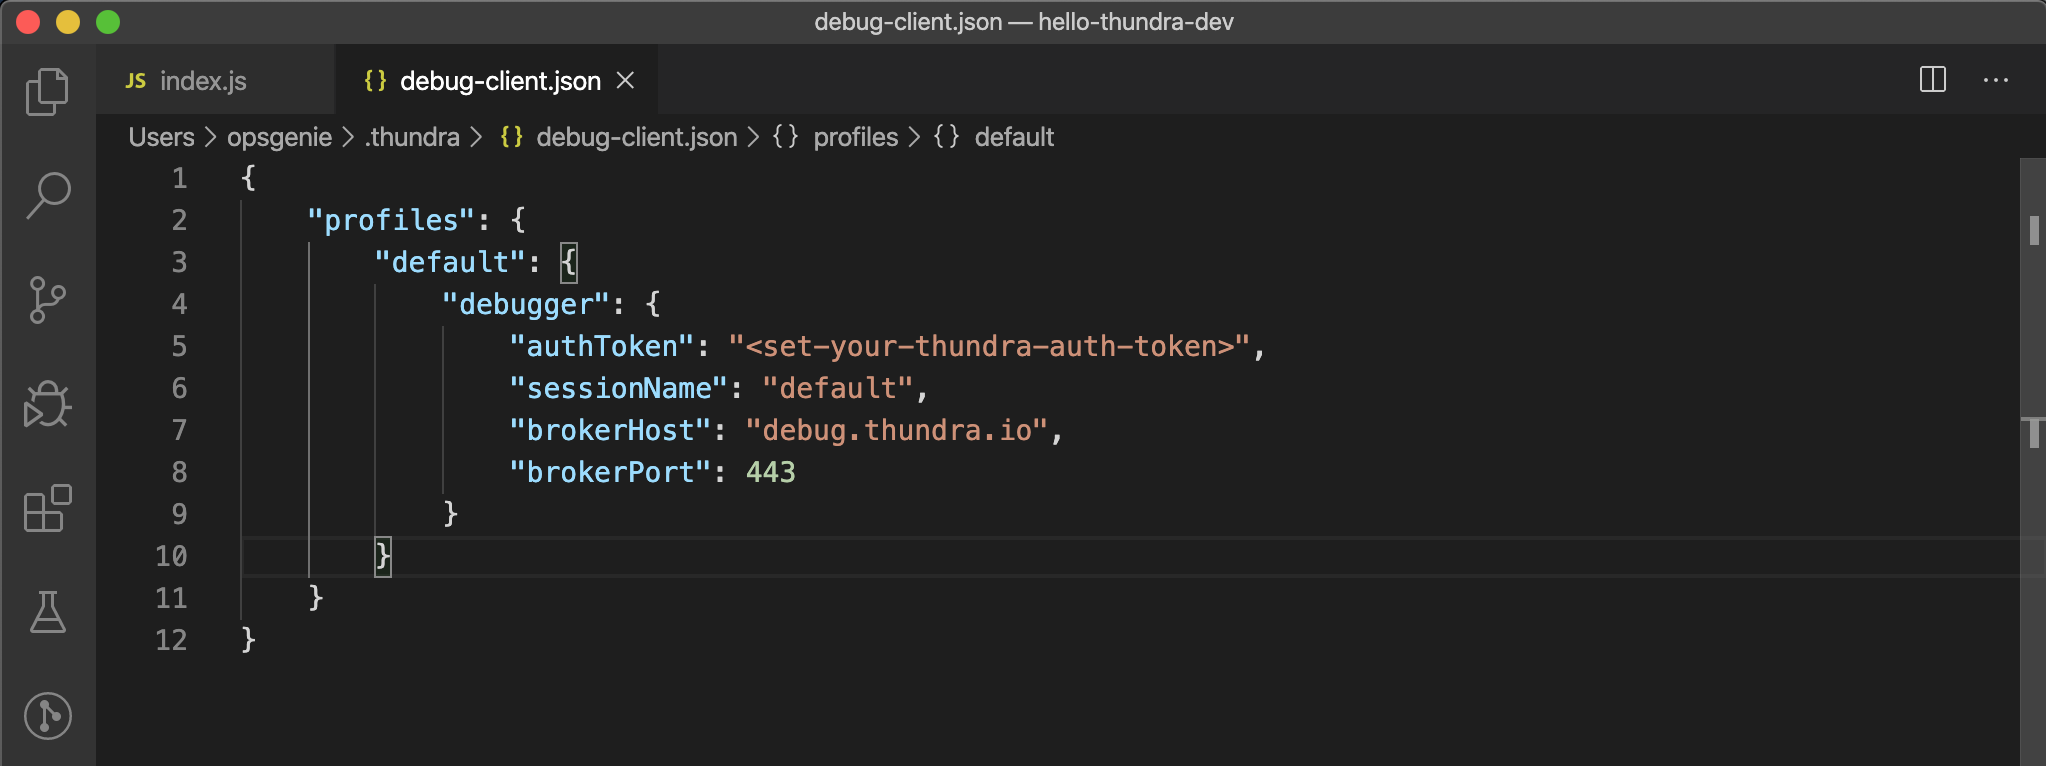 debug-client.json — hello-thundra-dev
JS index.js {} debug-client.json
Users > opsgenie > .thundra > {} debug-client.json > {} profiles > {} default
1 {
2     "profiles": {
3         "default": {
4             "debugger": {
5                 "authToken": "<set-your-thundra-auth-token>",
6                 "sessionName": "default",
7                 "brokerHost": "debug.thundra.io",
8                 "brokerPort": 443
9             }
10         }
11     }
12 }